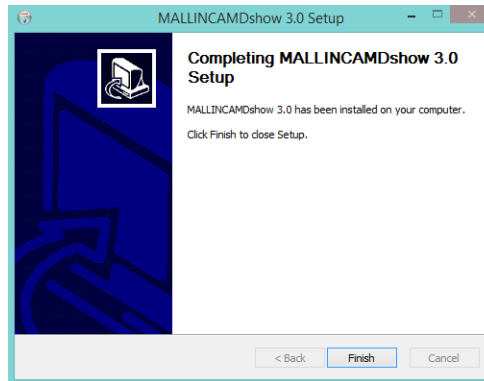 MALLINCAMDshow 3.0 Setup
Completing MALLINCAMDshow 3.0
Setup
MALLINCAMDshow 3.0 has been installed on your computer.
Click Finish to close Setup.
< Back Finish Cancel